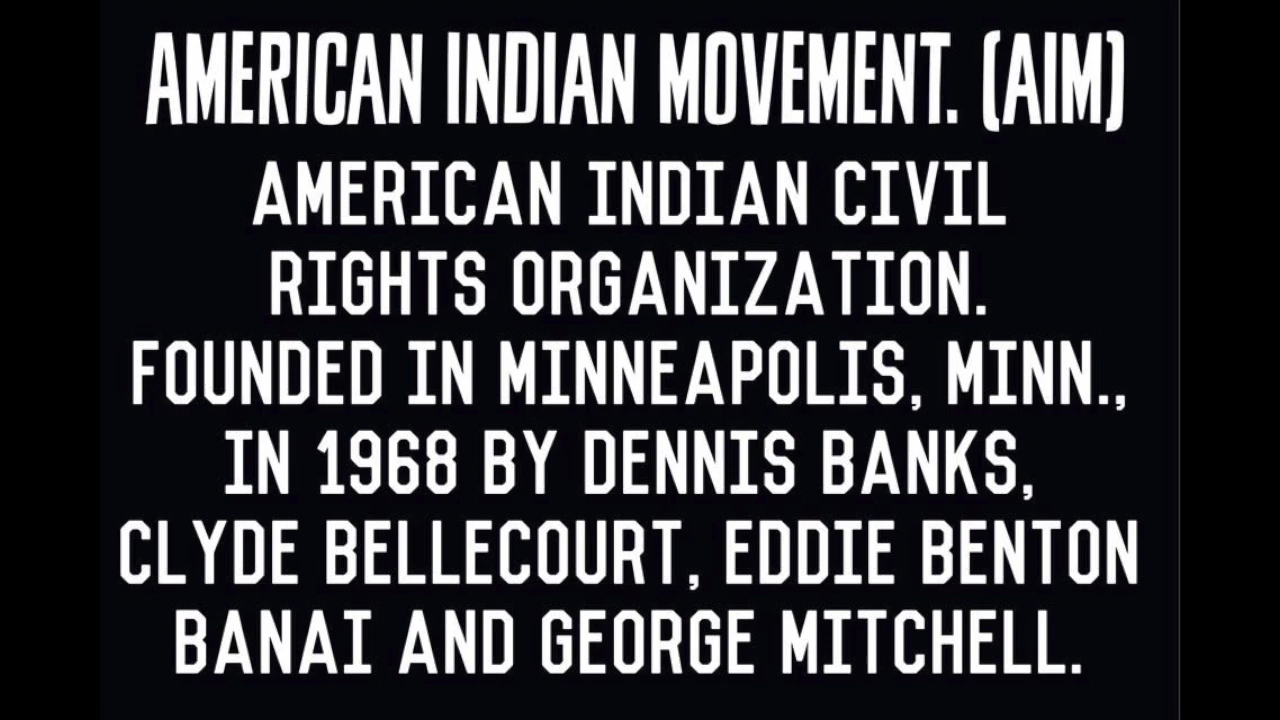 AMERICAN INDIAN MOVEMENT. (AIM)
AMERICAN INDIAN CIVIL
RIGHTS ORGANIZATION.
FOUNDED IN MINNEAPOLIS, MINN.,
IN 1968 BY DENNIS BANKS,
CLYDE BELLECOURT, EDDIE BENTON
BANAI AND GEORGE MITCHELL.